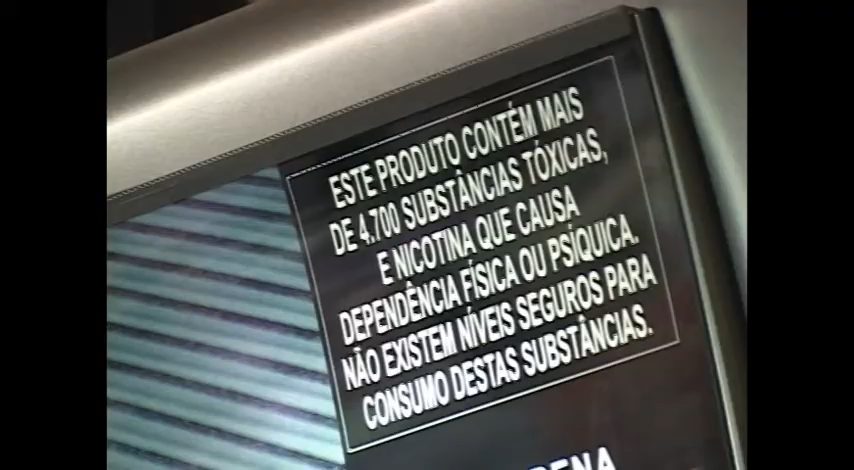 ESTE PRODUTO CONTÉM MAIS
DE 4.700 SUBSTÂNCIAS TÓXICAS,
E NICOTINA QUE CAUSA
DEPENDÊNCIA FÍSICA OU PSÍQUICA.
NÃO EXISTEM NÍVEIS SEGUROS PARA
CONSUMO DESTAS SUBSTÂNCIAS.